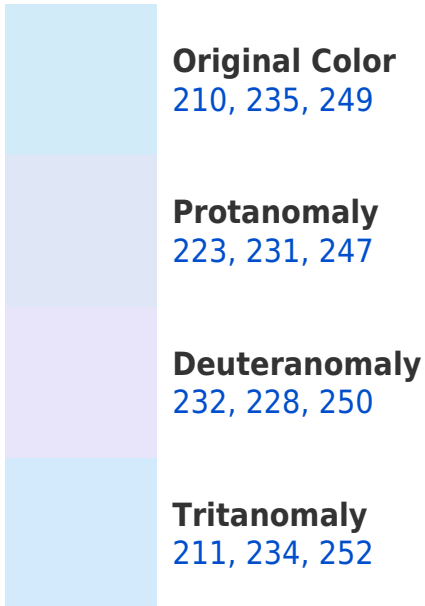 Original Color
210, 235, 249
Protanomaly
223, 231, 247
Deuteranomaly
232, 228, 250
Tritanomaly
211, 234, 252